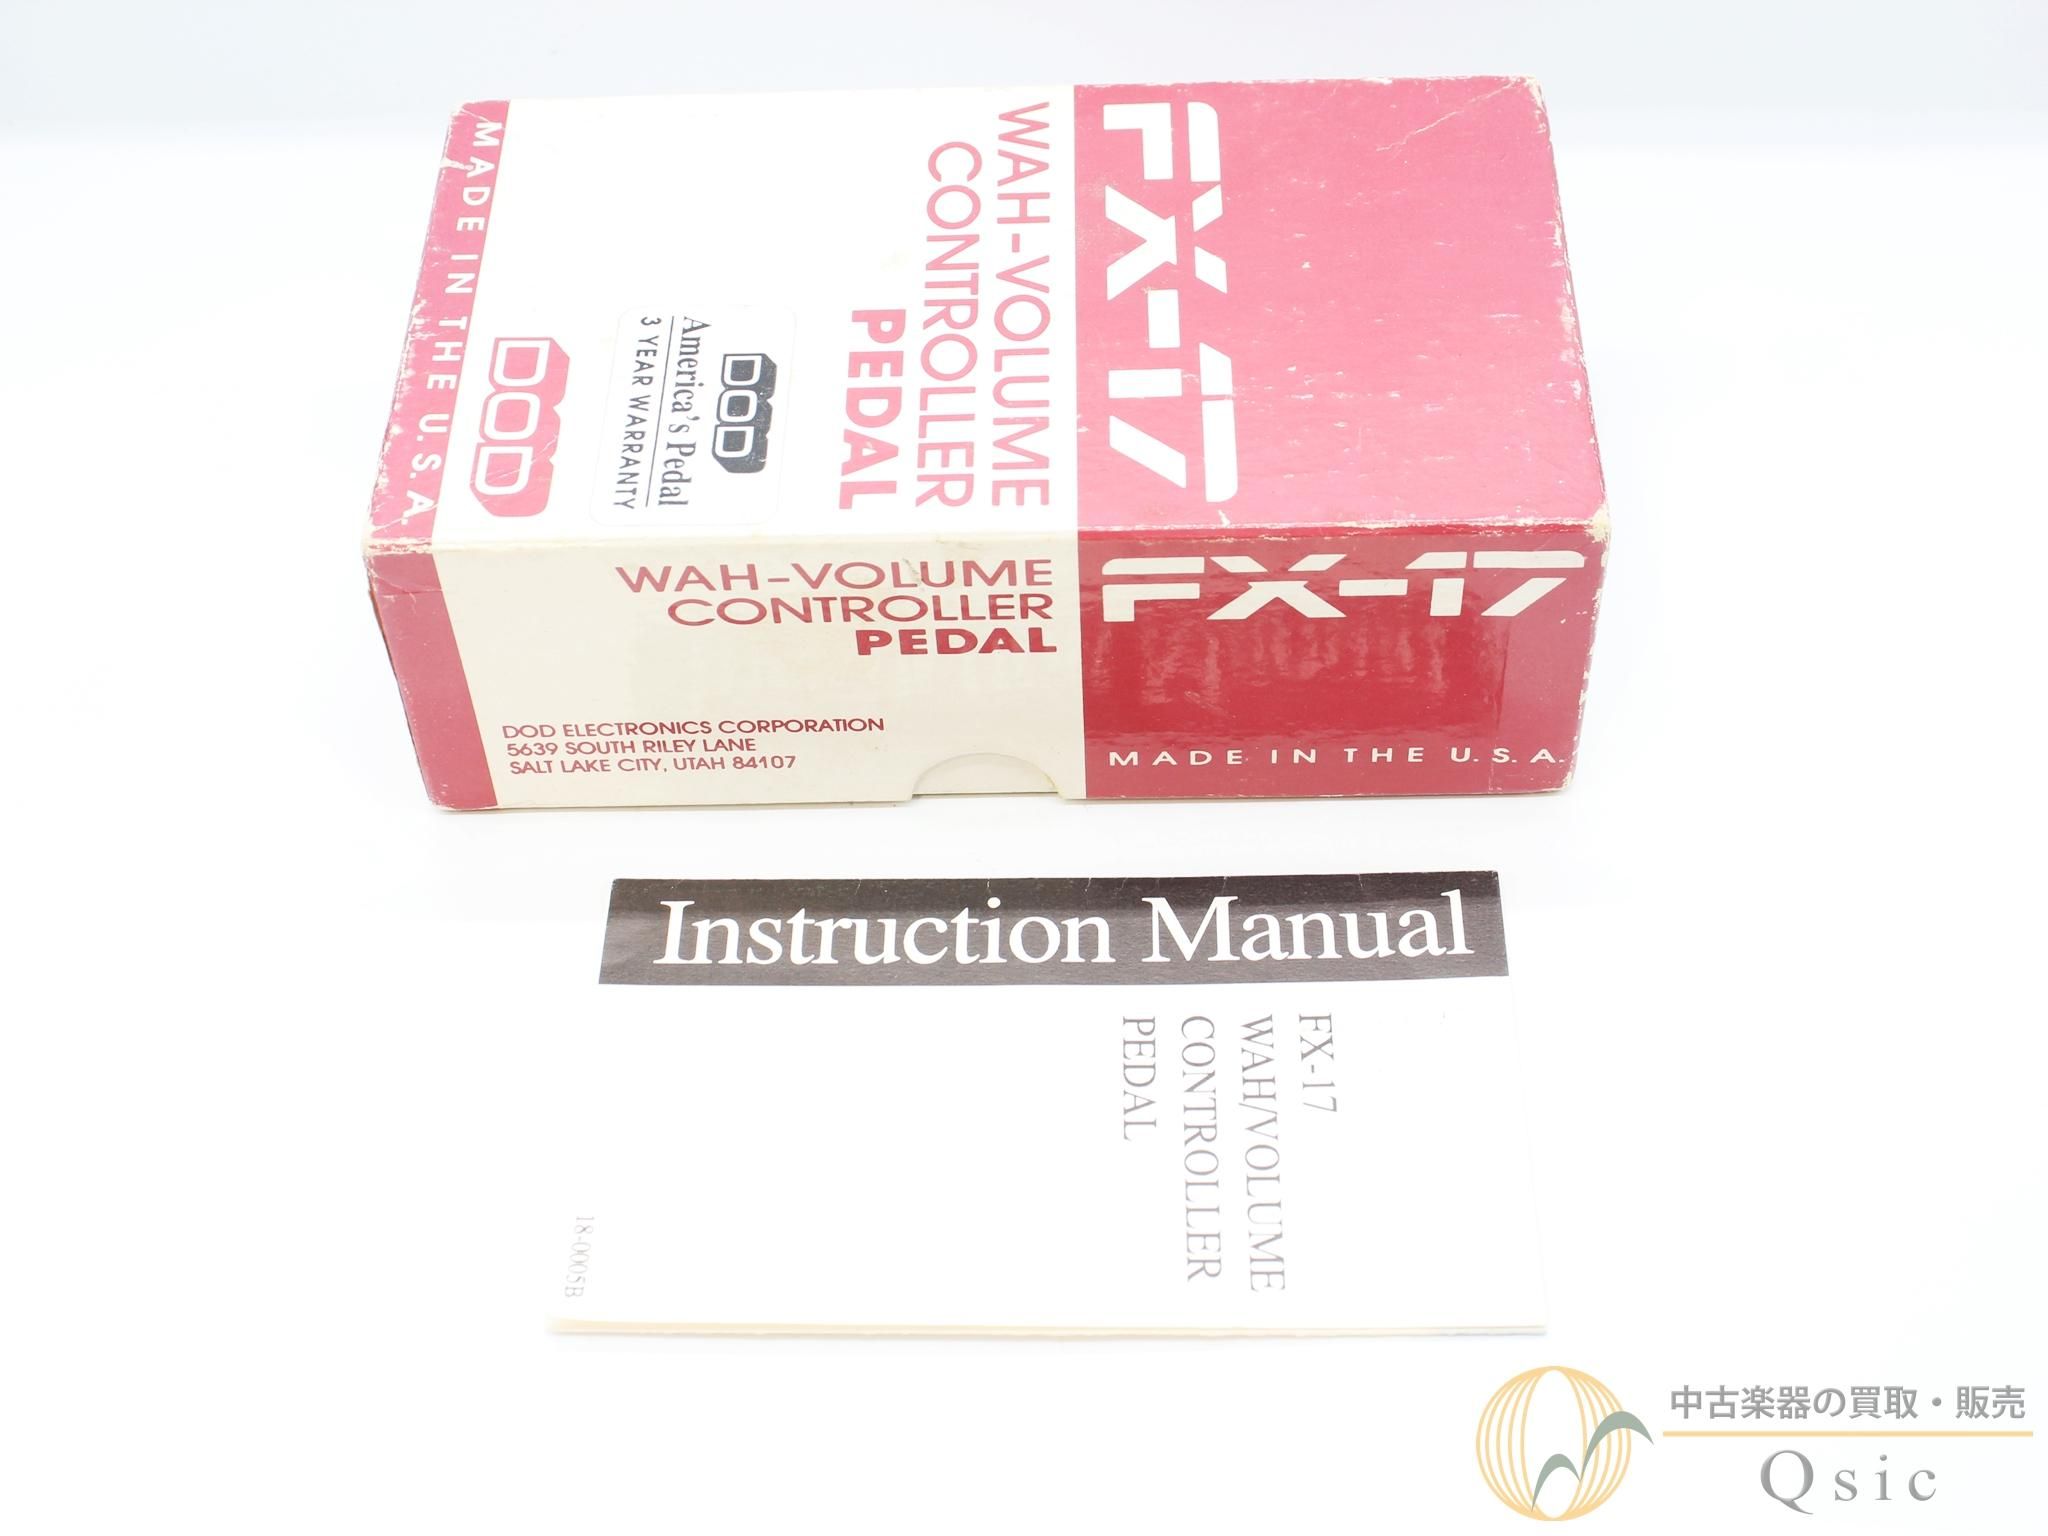 FX-17
WAH-VOLUME
CONTROLLER
PEDAL
DOD
America's Pedal
3 YEAR WARRANTY
DOD
MADE IN THE U.S.A.
FX-17
WAH-VOLUME
CONTROLLER
PEDAL
DOD ELECTRONICS CORPORATION
5639 SOUTH RILEY LANE
SALT LAKE CITY, UTAH 84107
MADE IN THE U.S.A.
Instruction Manual
FX-17
WAH/VOLUME
CONTROLLER
PEDAL
18-0005B
中古楽器の買取・販売
Qsic